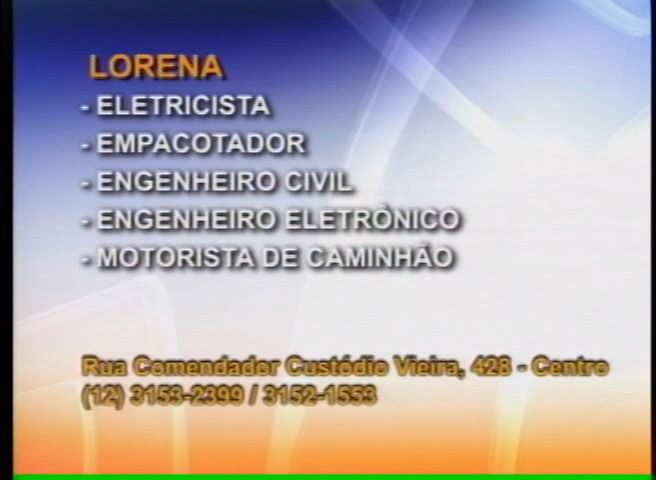 LORENA
- ELETRICISTA
- EMPACOTADOR
- ENGENHEIRO CIVIL
- ENGENHEIRO ELETRÔNICO
- MOTORISTA DE CAMINHÃO
Rua Comendador Custódio Vieira, 428 - Centro
(12) 3153-2399 / 3152-1553